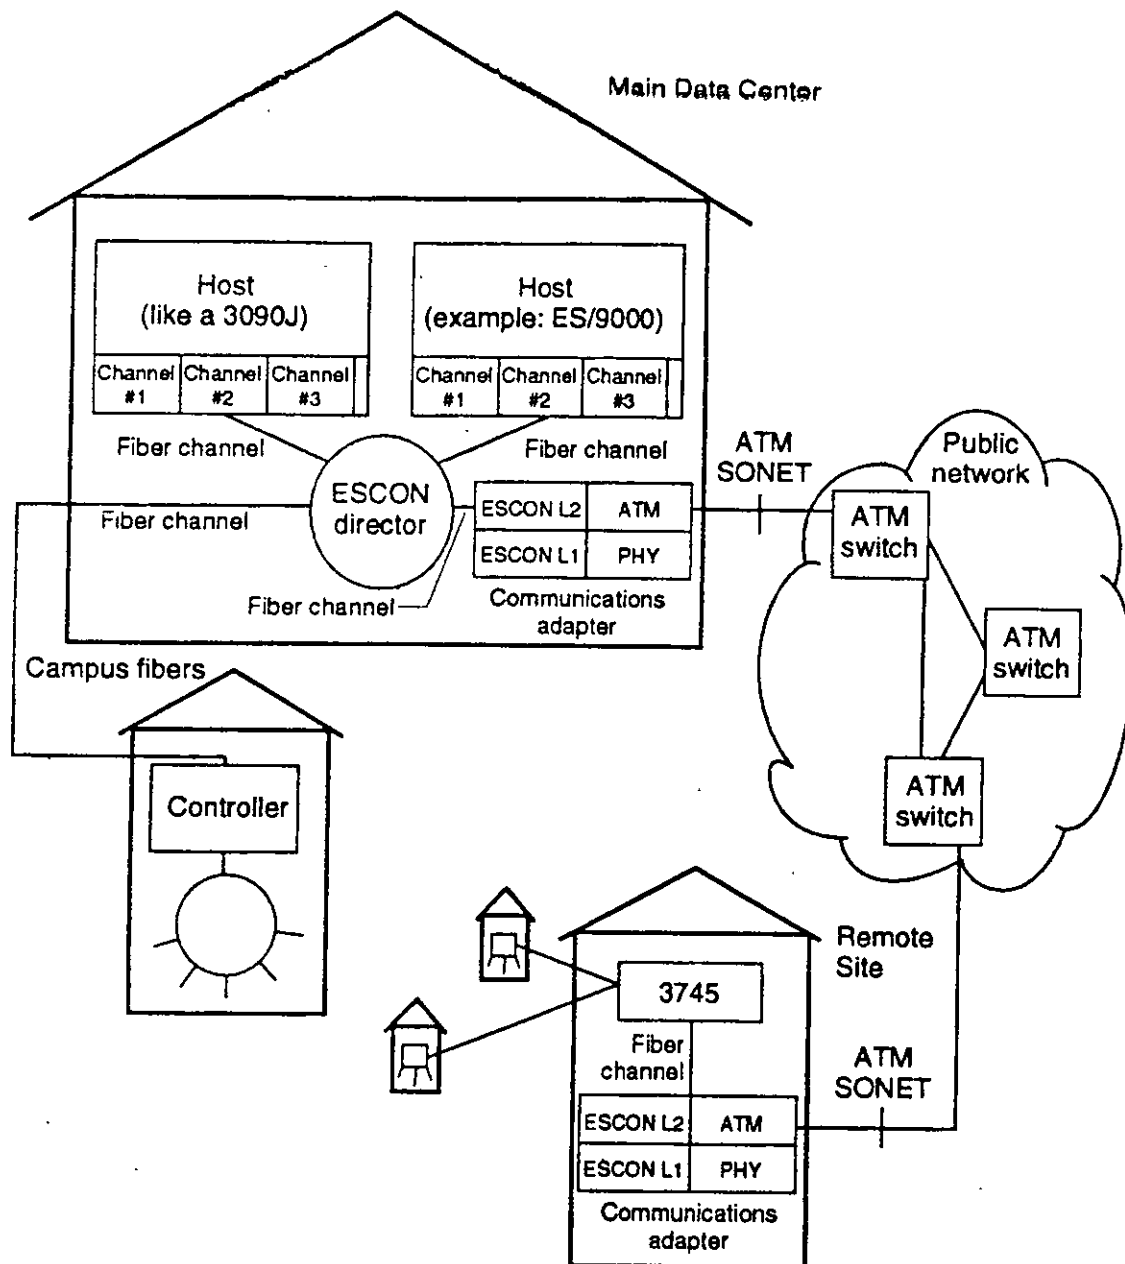 Main Data Center
Host
(like a 3090J)
Channel
#1
Channel
#2
Channel
#3
Host
(example: ES/9000)
Channel
#1
Channel
#2
Channel
#3
Fiber channel
Fiber channel
Fiber channel
ESCON
director
ESCON L2
ATM
ESCON L1
PHY
Fiber channel
Communications
adapter
ATM
SONET
Public
network
ATM
switch
ATM
switch
ATM
switch
Campus fibers
Controller
Remote
Site
3745
Fiber
channel
ATM
SONET
ESCON L2
ATM
ESCON L1
PHY
Communications
adapter